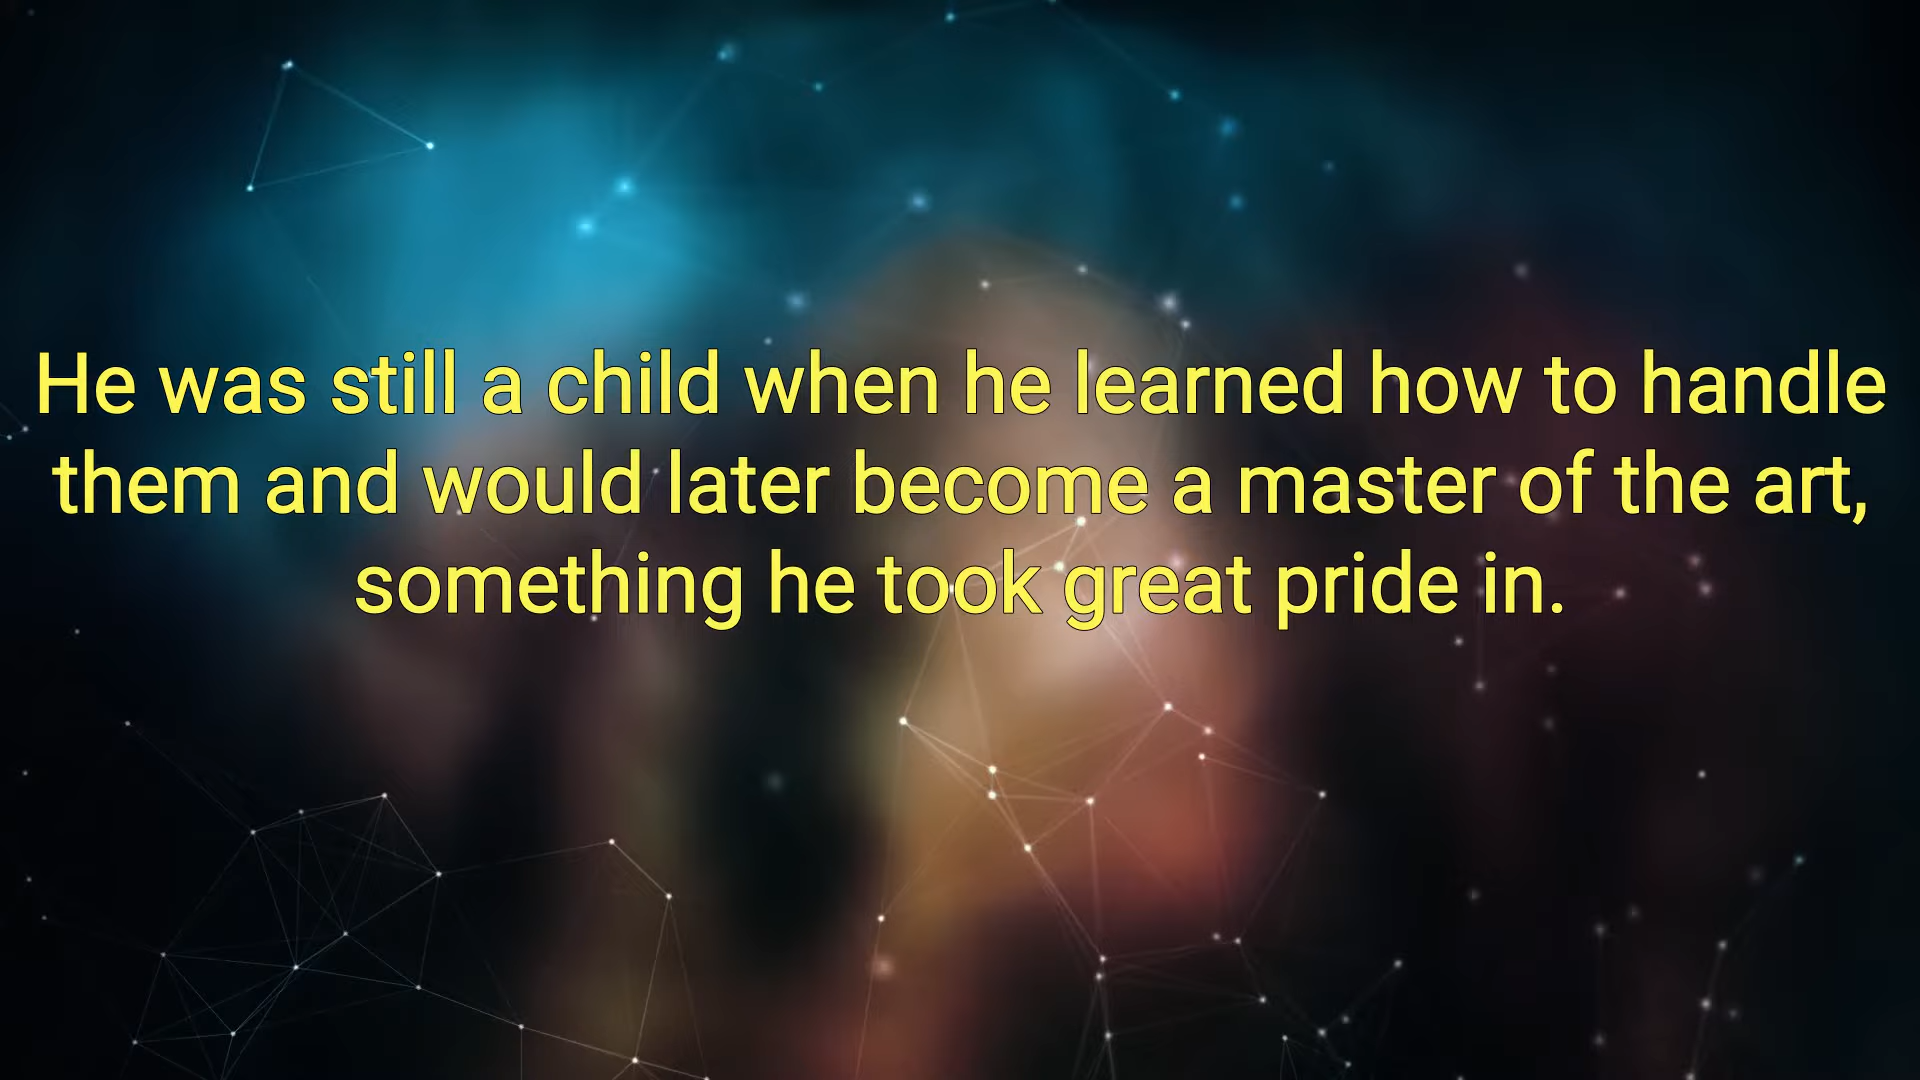 He was still a child when he learned how to handle
them and would later become a master of the art,
something he took great pride in.